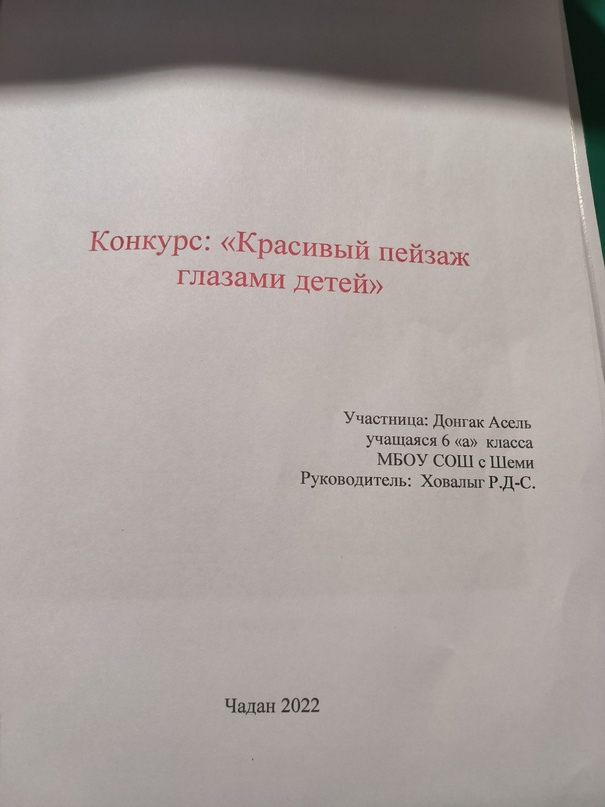 Конкурс: «Красивый пейзаж
глазами детей»
Участница: Донгак Асель
учащаяся 6 «а» класса
МБОУ СОШ с Шеми
Руководитель: Ховалыг Р.Д-С.
Чадан 2022